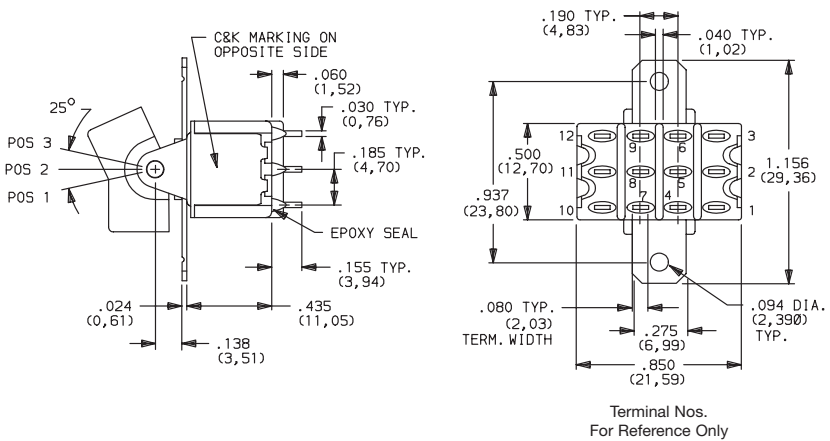 C&K MARKING ON
OPPOSITE SIDE
.060
(1,52)
.030 TYP.
(0,76)
25°
POS 3
POS 2
POS 1
.185 TYP.
(4,70)
EPOXY SEAL
.155 TYP.
(3,94)
.024
(0,61)
.435
(11,05)
.138
(3,51)
.190 TYP.
(4,83)
.040 TYP.
(1,02)
12
9
6
3
.500
(12,70)
11
8
5
2
1.156
(29,36)
.937
(23,80)
10
7
4
1
.080 TYP.
(2,03)
TERM. WIDTH
.275
(6,99)
.094 DIA.
(2,39Ø)
TYP.
.850
(21,59)
Terminal Nos.
For Reference Only